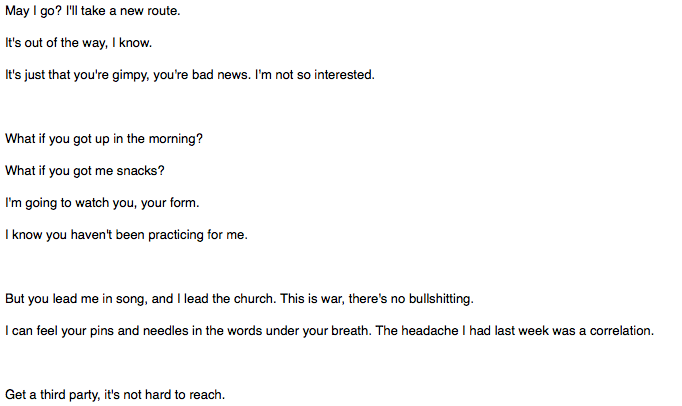 May I go? I'll take a new route.
It's out of the way, I know.
It's just that you're gimpy, you're bad news. I'm not so interested.
What if you got up in the morning?
What if you got me snacks?
I'm going to watch you, your form.
I know you haven't been practicing for me.
But you lead me in song, and I lead the church. This is war, there's no bullshitting.
I can feel your pins and needles in the words under your breath. The headache I had last week was a correlation.
Get a third party, it's not hard to reach.